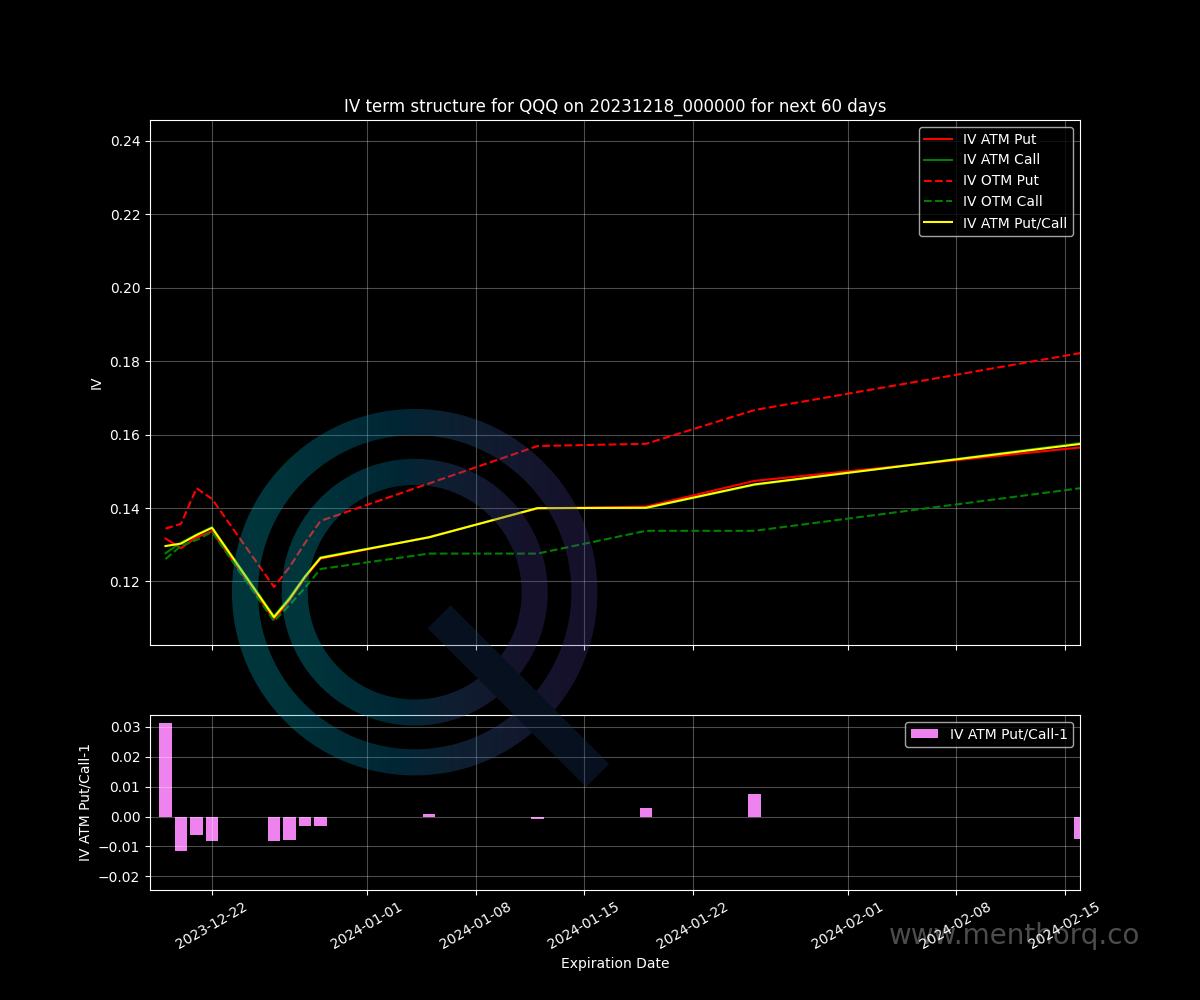 IV term structure for QQQ on 20231218_000000 for next 60 days
IV
0.24
0.22
0.20
0.18
0.16
0.14
0.12
IV ATM Put
IV ATM Call
IV OTM Put
IV OTM Call
IV ATM Put/Call
IV ATM Put/Call-1
0.03
0.02
0.01
0.00
−0.01
−0.02
IV ATM Put/Call-1
2023-12-22
2024-01-01
2024-01-08
2024-01-15
2024-01-22
2024-02-01
2024-02-08
2024-02-15
www.menthorq.co
Expiration Date